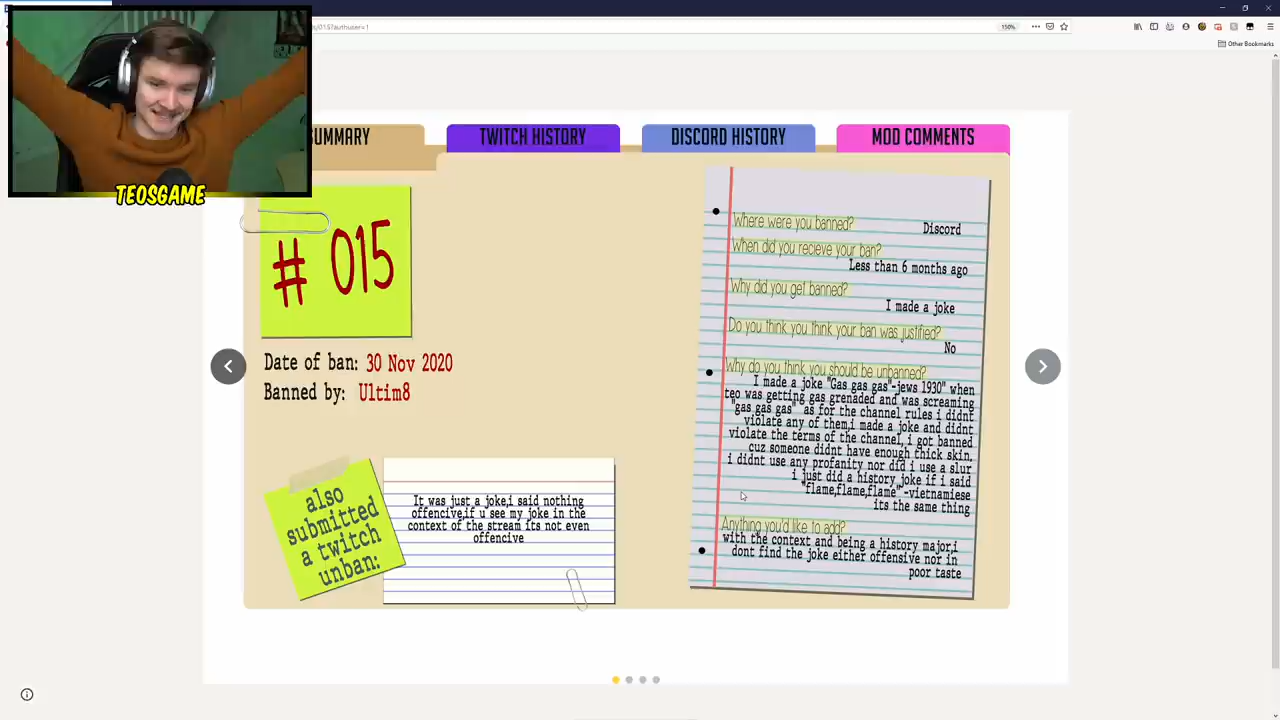 150%
Other Bookmarks
TEOSGAME
SUMMARY
TWITCH HISTORY
DISCORD HISTORY
MOD COMMENTS
# 015
Date of ban: 30 Nov 2020
Banned by: Ultim8
also
submitted
a twitch
unban:
It was just a joke,i said nothing
offencive,if u see my joke in the
context of the stream its not even
offencive
Where were you banned?
Discord
When did you recieve your ban?
Less than 6 months ago
Why did you get banned?
I made a joke
Do you think you think your ban was justified?
No
Why do you think you should be unbanned?
I made a joke "Gas gas gas"-jews 1930" when
teo was getting gas grenaded and was screaming
"gas gas gas" as for the channel rules i didnt
violate any of them,i made a joke and didnt
violate the terms of the channel,i got banned
cuz someone didnt have enough thick skin,
i didnt use any profanity nor did i use a slur
i just did a history joke if i said
"flame,flame,flame" -vietnamiese
its the same thing
Anything you'd like to add?
with the context and being a history major,i
dont find the joke either offensive nor in
poor taste